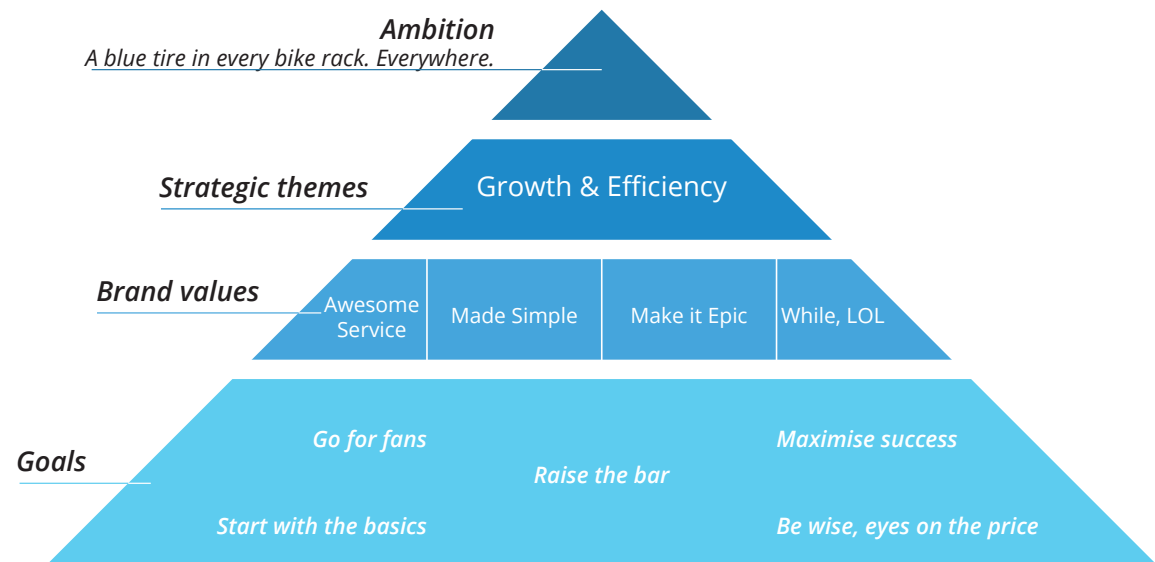 Ambition
A blue tire in every bike rack. Everywhere.
Strategic themes
Growth & Efficiency
Brand values
Awesome
Service
Made Simple
Make it Epic
While, LOL
Goals
Go for fans
Maximise success
Raise the bar
Start with the basics
Be wise, eyes on the price